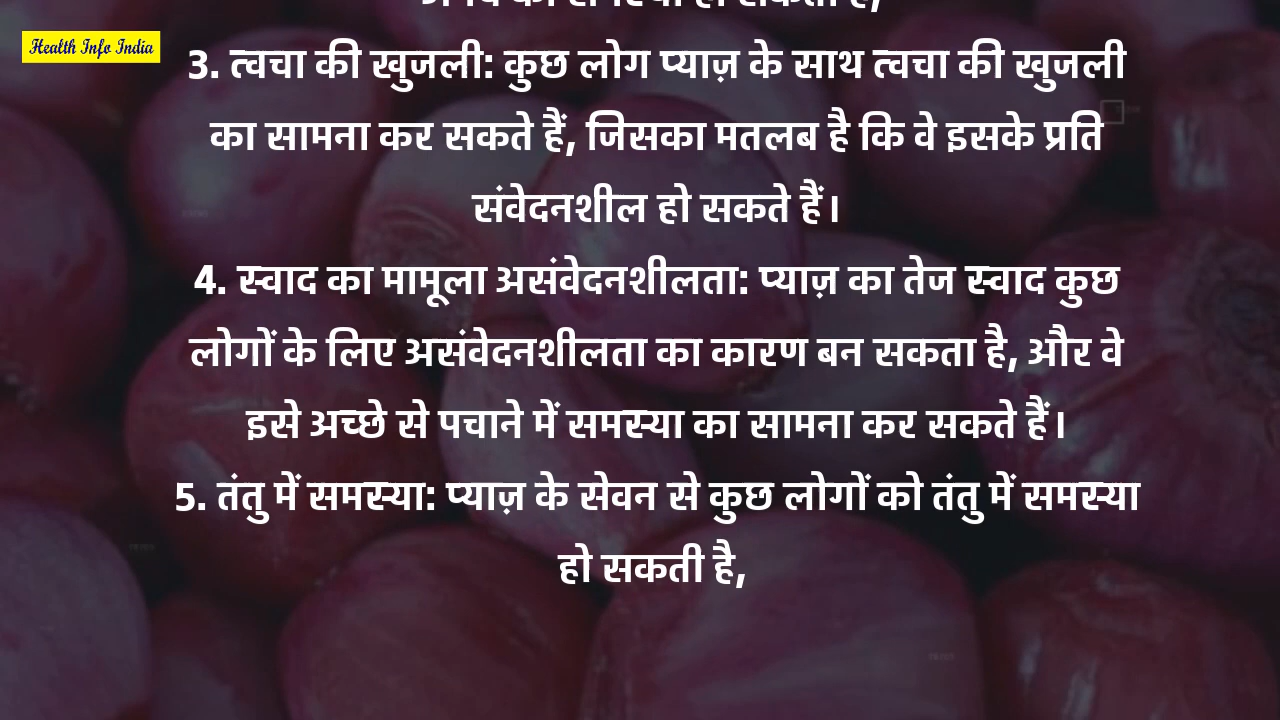 Health Info India
3. त्वचा की खुजली: कुछ लोग प्याज़ के साथ त्वचा की खुजली
का सामना कर सकते हैं, जिसका मतलब है कि वे इसके प्रति
संवेदनशील हो सकते हैं।
4. स्वाद का मामूला असंवेदनशीलता: प्याज़ का तेज स्वाद कुछ
लोगों के लिए असंवेदनशीलता का कारण बन सकता है, और वे
इसे अच्छे से पचाने में समस्या का सामना कर सकते हैं।
5. तंतु में समस्या: प्याज़ के सेवन से कुछ लोगों को तंतु में समस्या
हो सकती है,